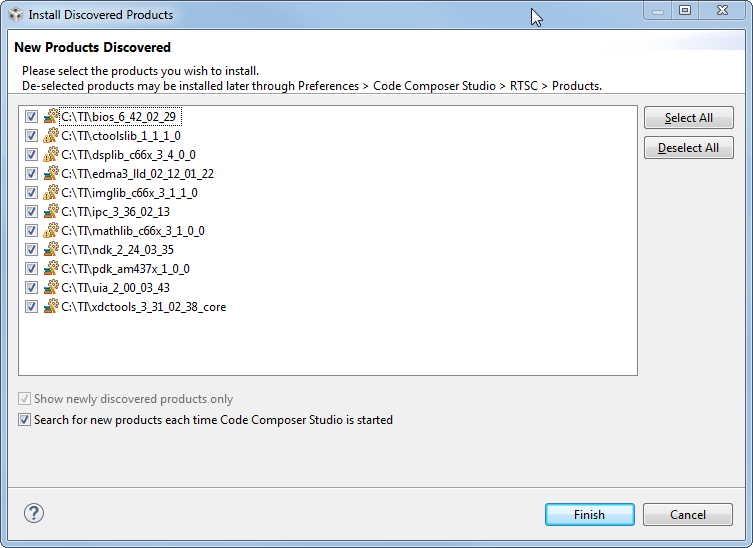 Install Discovered Products
New Products Discovered
Please select the products you wish to install.
De-selected products may be installed later through Preferences > Code Composer Studio > RTSC > Products.
C:\TI\bios_6_42_02_29
Select All
C:\TI\ctoolslib_1_1_1_0
C:\TI\dsplib_c66x_3_4_0_0
Deselect All
C:\TI\edma3_lld_02_12_01_22
C:\TI\imglib_c66x_3_1_1_0
C:\TI\ipc_3_36_02_13
C:\TI\mathlib_c66x_3_1_0_0
C:\TI\ndk_2_24_03_35
C:\TI\pdk_am437x_1_0_0
C:\TI\uia_2_00_03_43
C:\TI\xdctools_3_31_02_38_core
Show newly discovered products only
Search for new products each time Code Composer Studio is started
?
Finish
Cancel